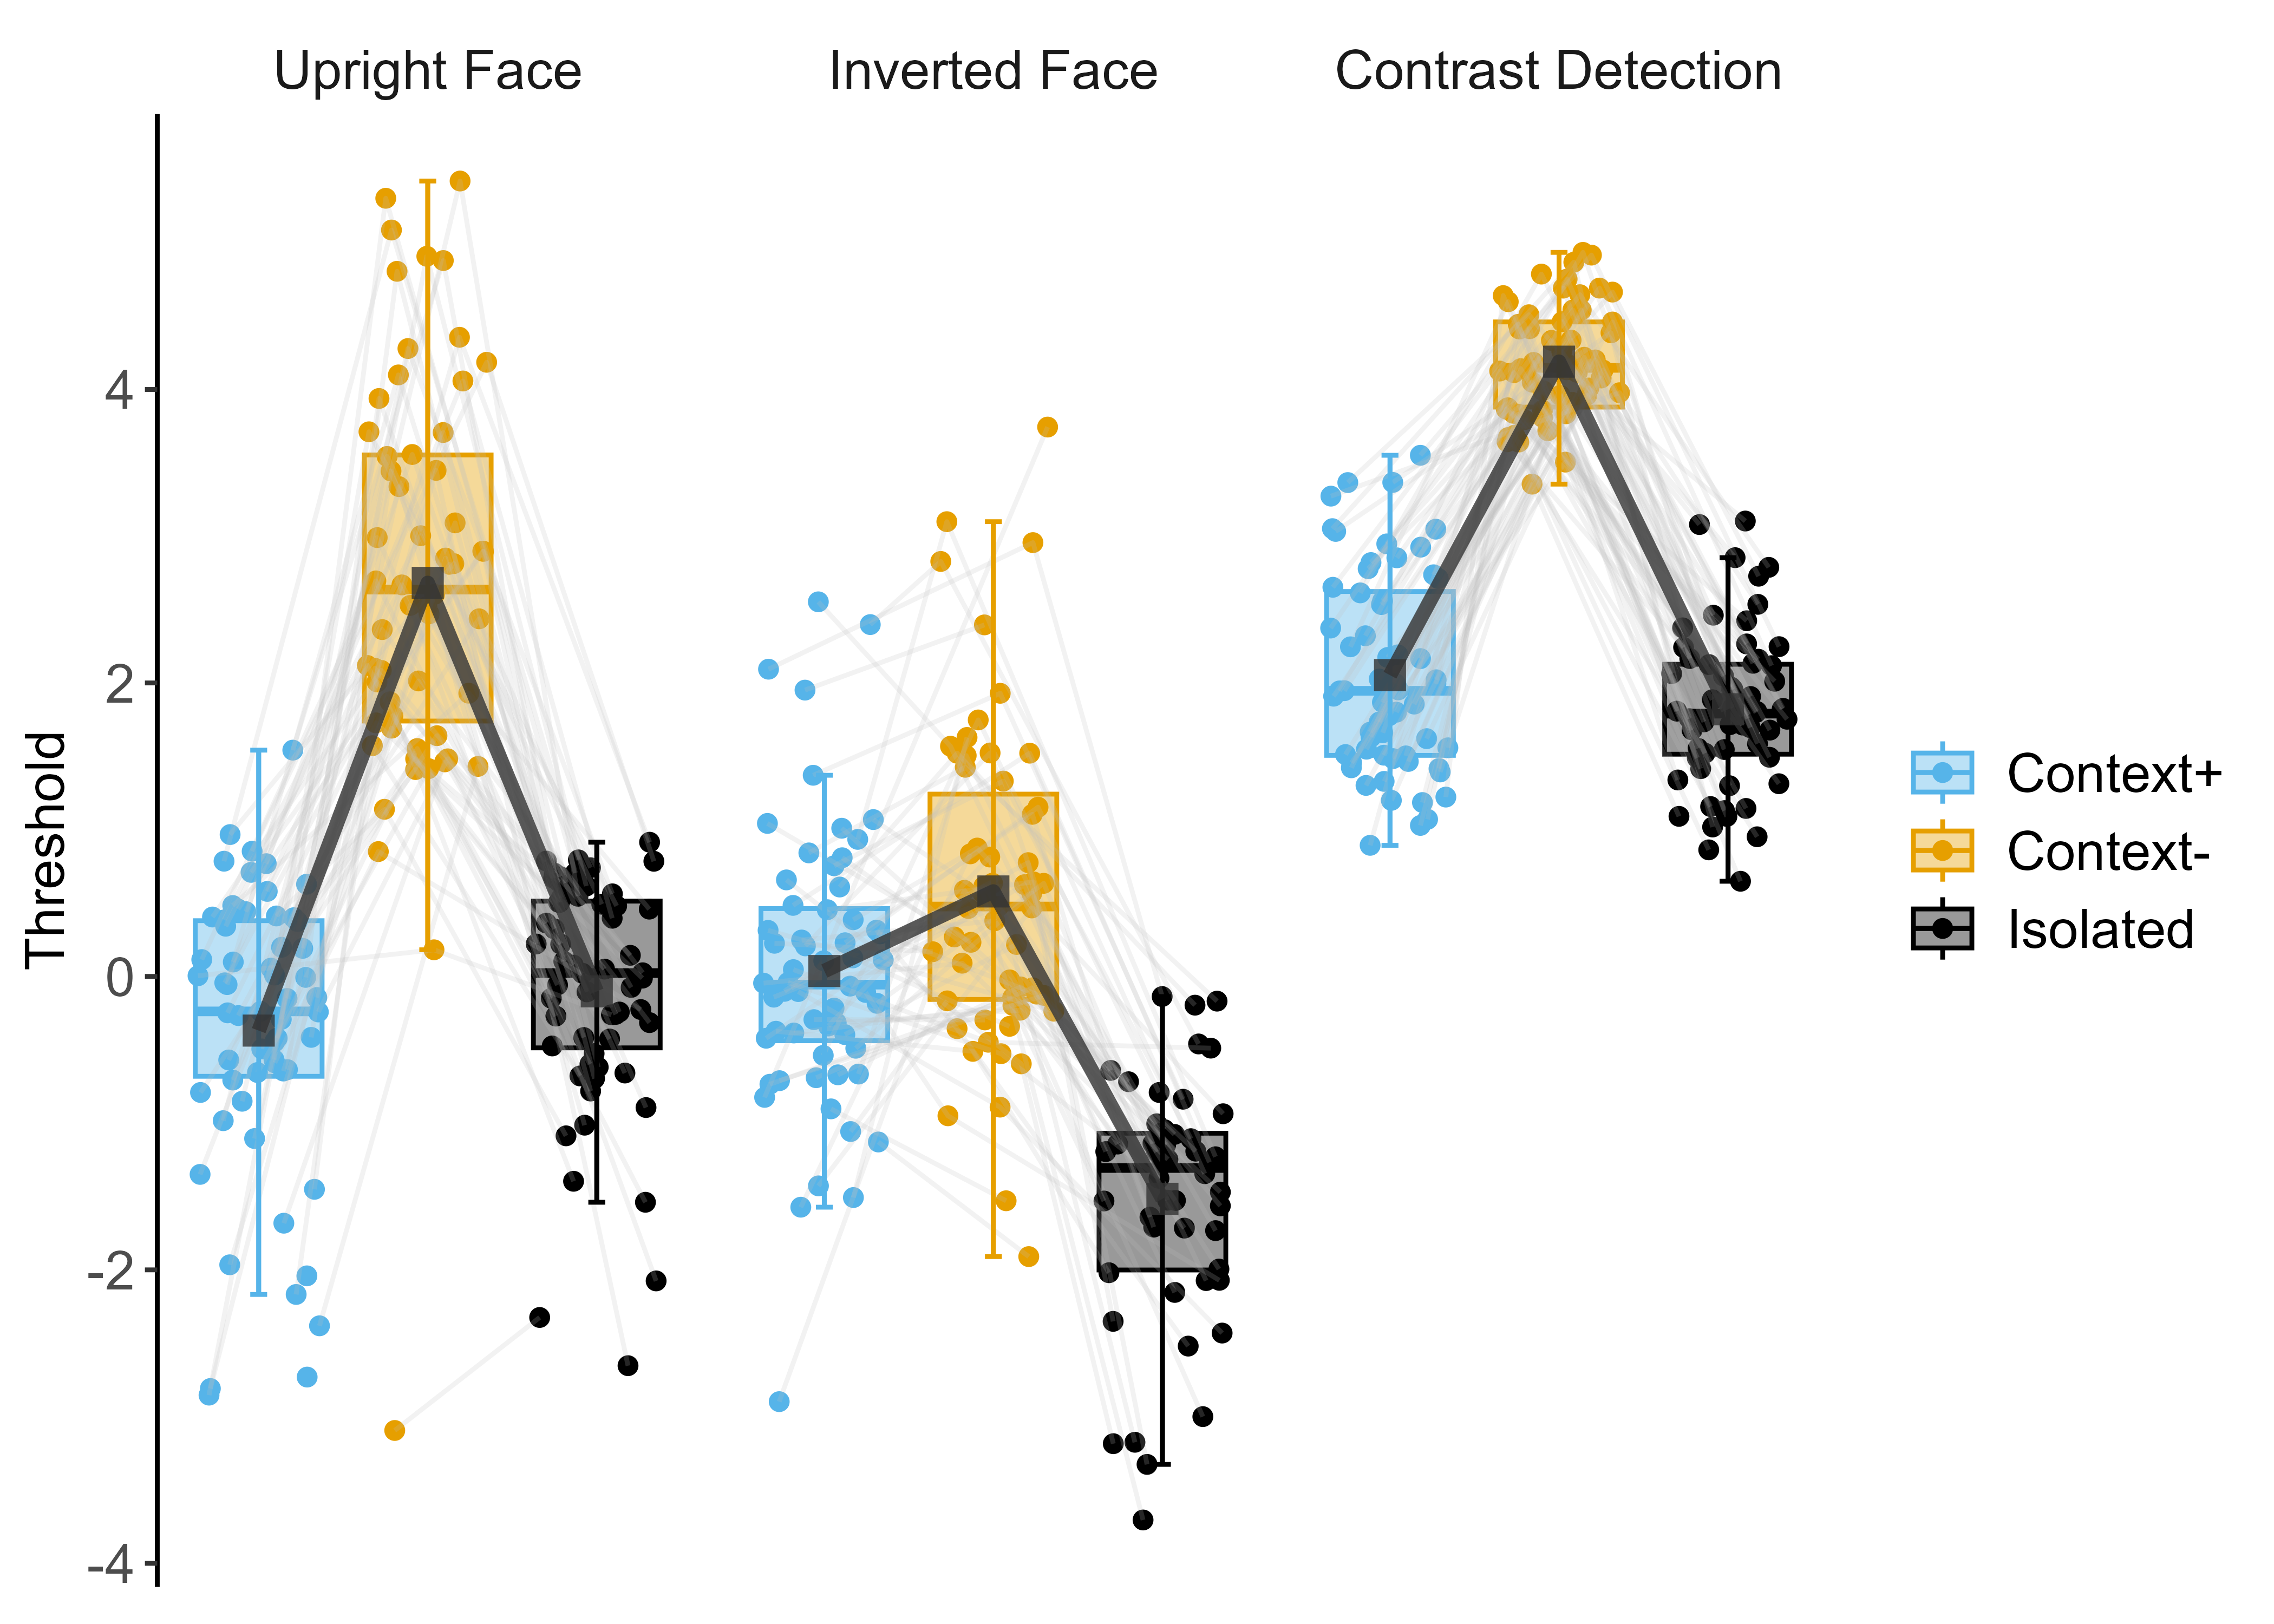 Upright Face
Inverted Face
Contrast Detection
Threshold
4
2
0
-2
-4
Context+
Context-
Isolated